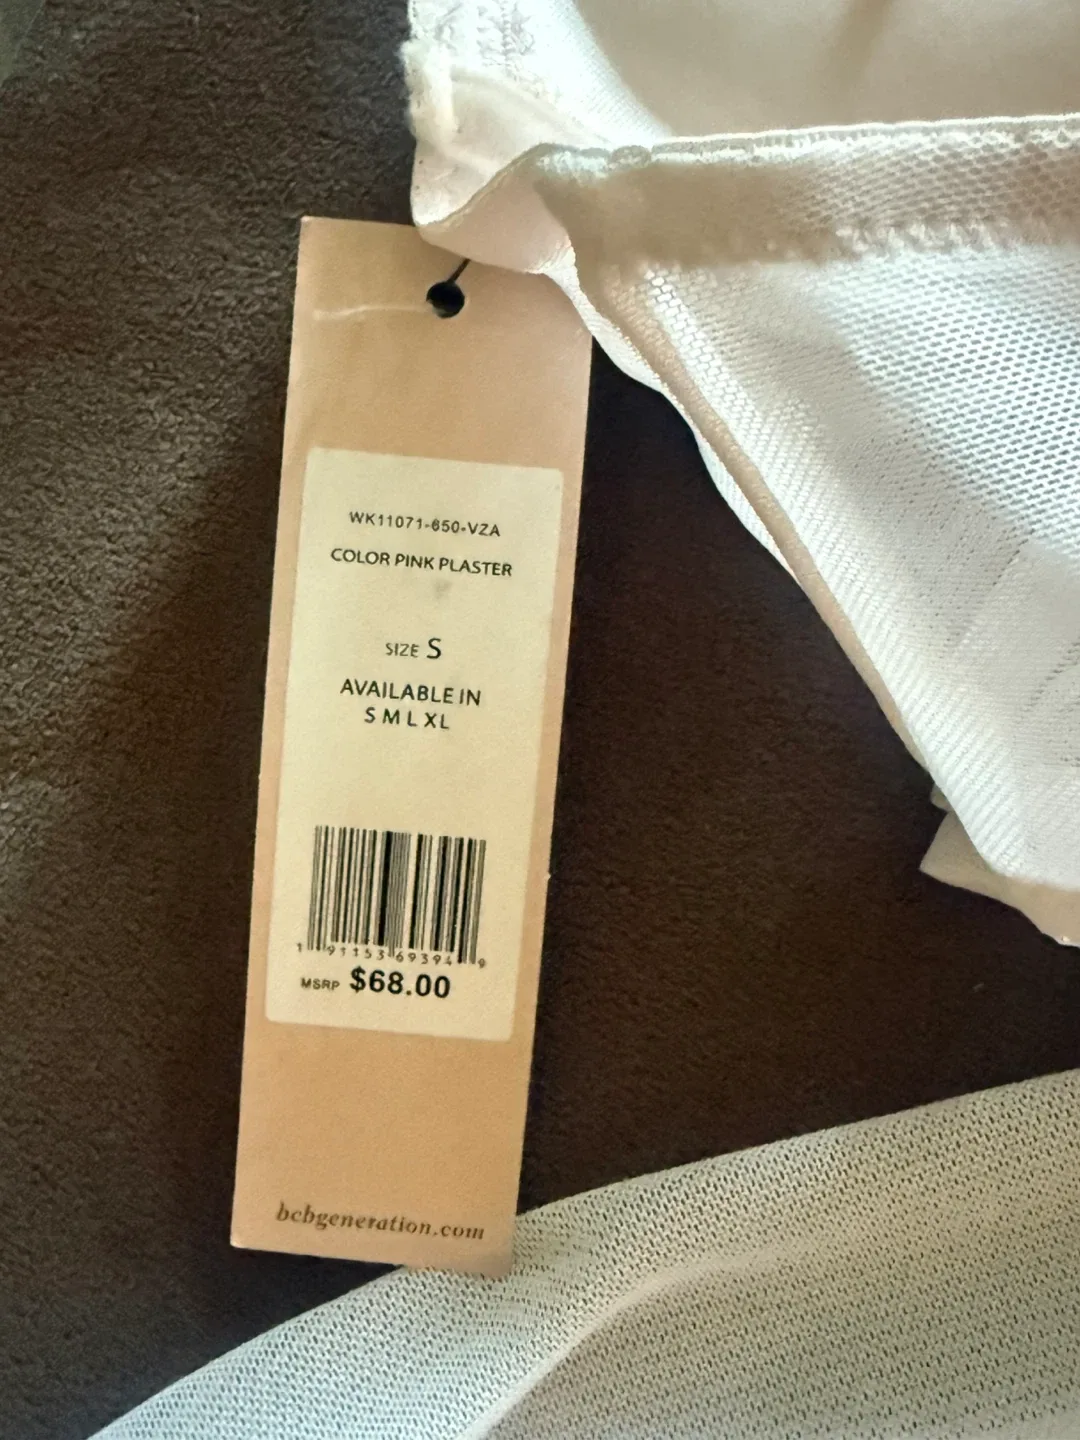 WK11071-650-VZA
COLOR PINK PLASTER
SIZE S
AVAILABLE IN
S M L XL
1 91153 69394 9
MSRP $68.00
bcbgeneration.com